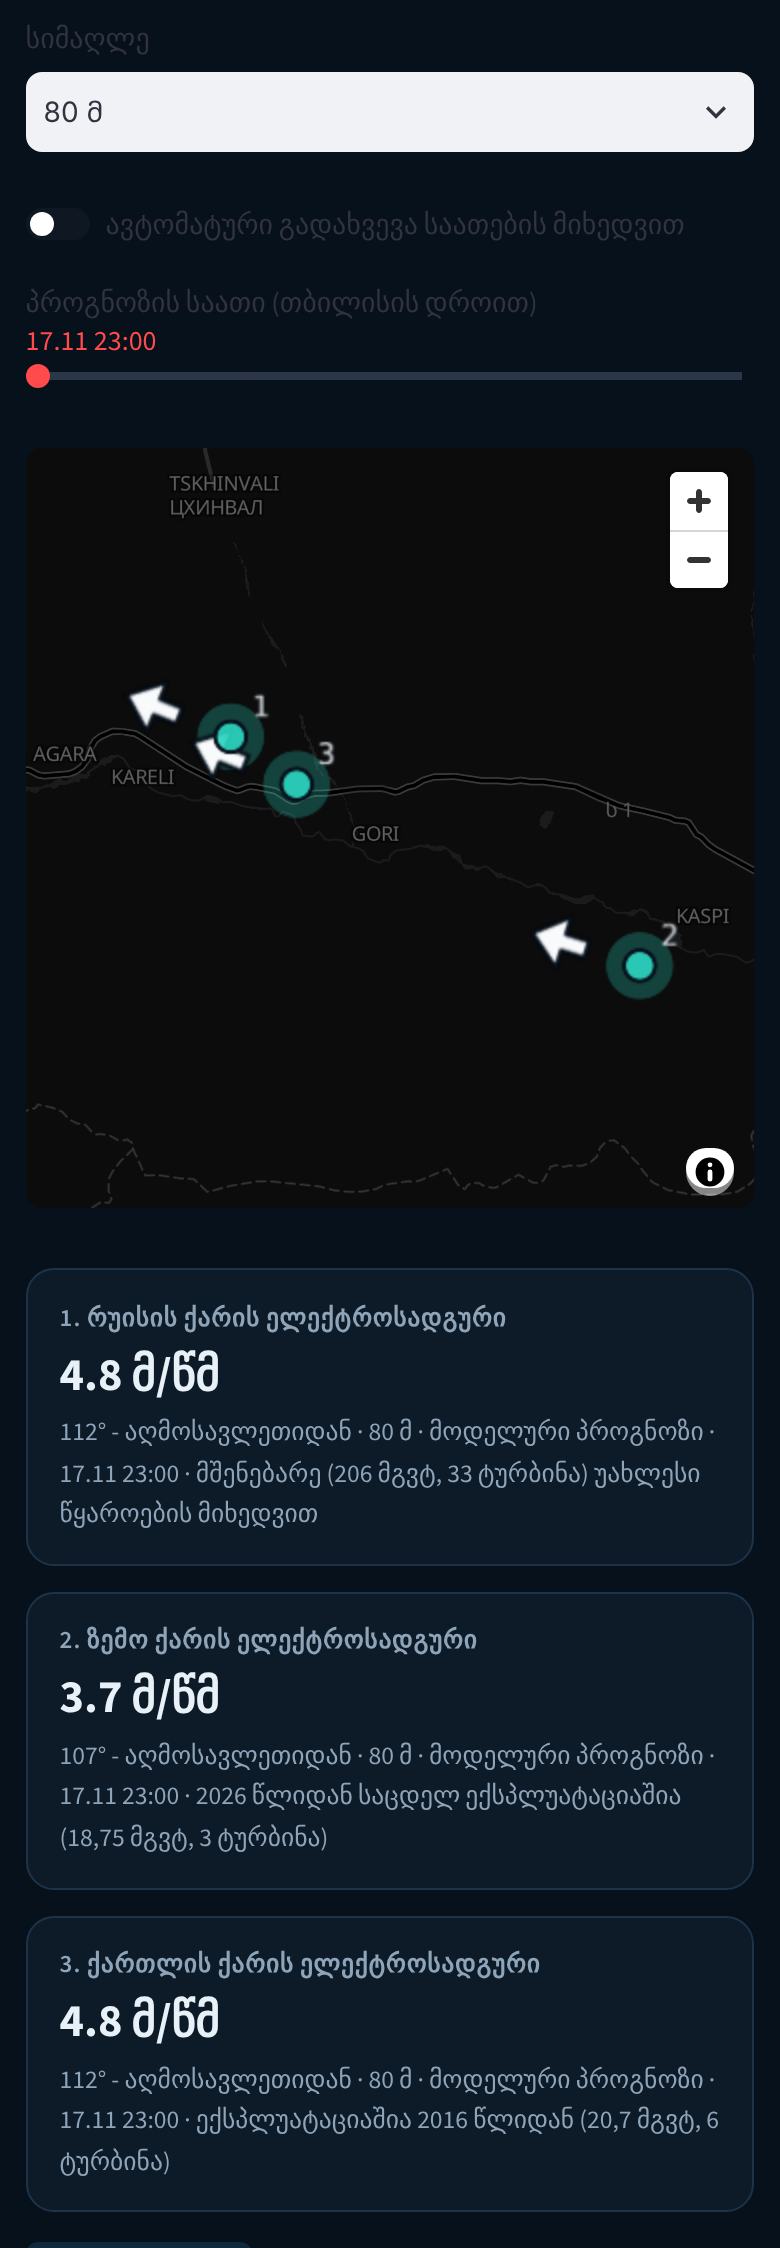 სიმაღლე
80 მ
ავტომატური გადახვევა საათების მიხედვით
პროგნოზის საათი (თბილისის დროით)
17.11 23:00
TSKHINVALI
ЦХИНВАЛ
1
3
AGARA
KARELI
GORI
ს 1
KASPI
2
1. რუისის ქარის ელექტროსადგური
4.8 მ/წმ
112° - აღმოსავლეთიდან · 80 მ · მოდელური პროგნოზი ·
17.11 23:00 · მშენებარე (206 მგვტ, 33 ტურბინა) უახლესი
წყაროების მიხედვით
2. ზემო ქარის ელექტროსადგური
3.7 მ/წმ
107° - აღმოსავლეთიდან · 80 მ · მოდელური პროგნოზი ·
17.11 23:00 · 2026 წლიდან საცდელ ექსპლუატაციაშია
(18,75 მგვტ, 3 ტურბინა)
3. ქართლის ქარის ელექტროსადგური
4.8 მ/წმ
112° - აღმოსავლეთიდან · 80 მ · მოდელური პროგნოზი ·
17.11 23:00 · ექსპლუატაციაშია 2016 წლიდან (20,7 მგვტ, 6
ტურბინა)